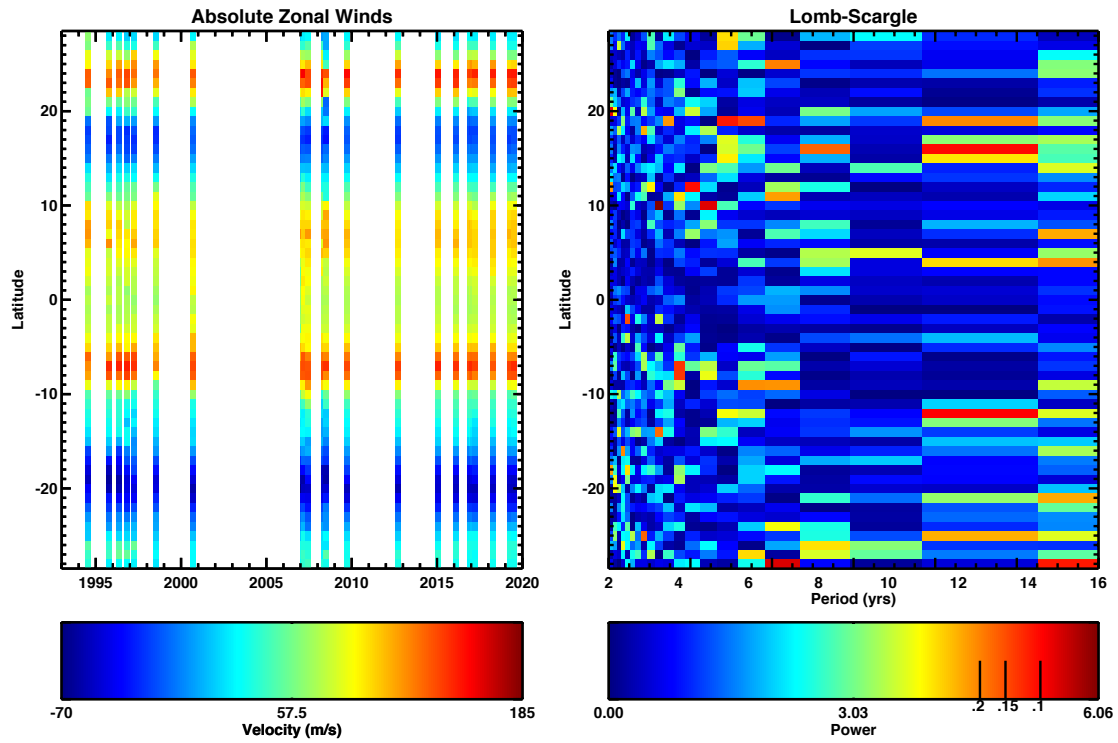 Absolute Zonal Winds
Latitude
20
10
0
-10
-20
1995 2000 2005 2010 2015 2020
-70 57.5 185
Velocity (m/s)
Lomb-Scargle
Latitude
20
10
0
-10
-20
2 4 6 8 10 12 14 16
Period (yrs)
.2 .15 .1
0.00 3.03 6.06
Power